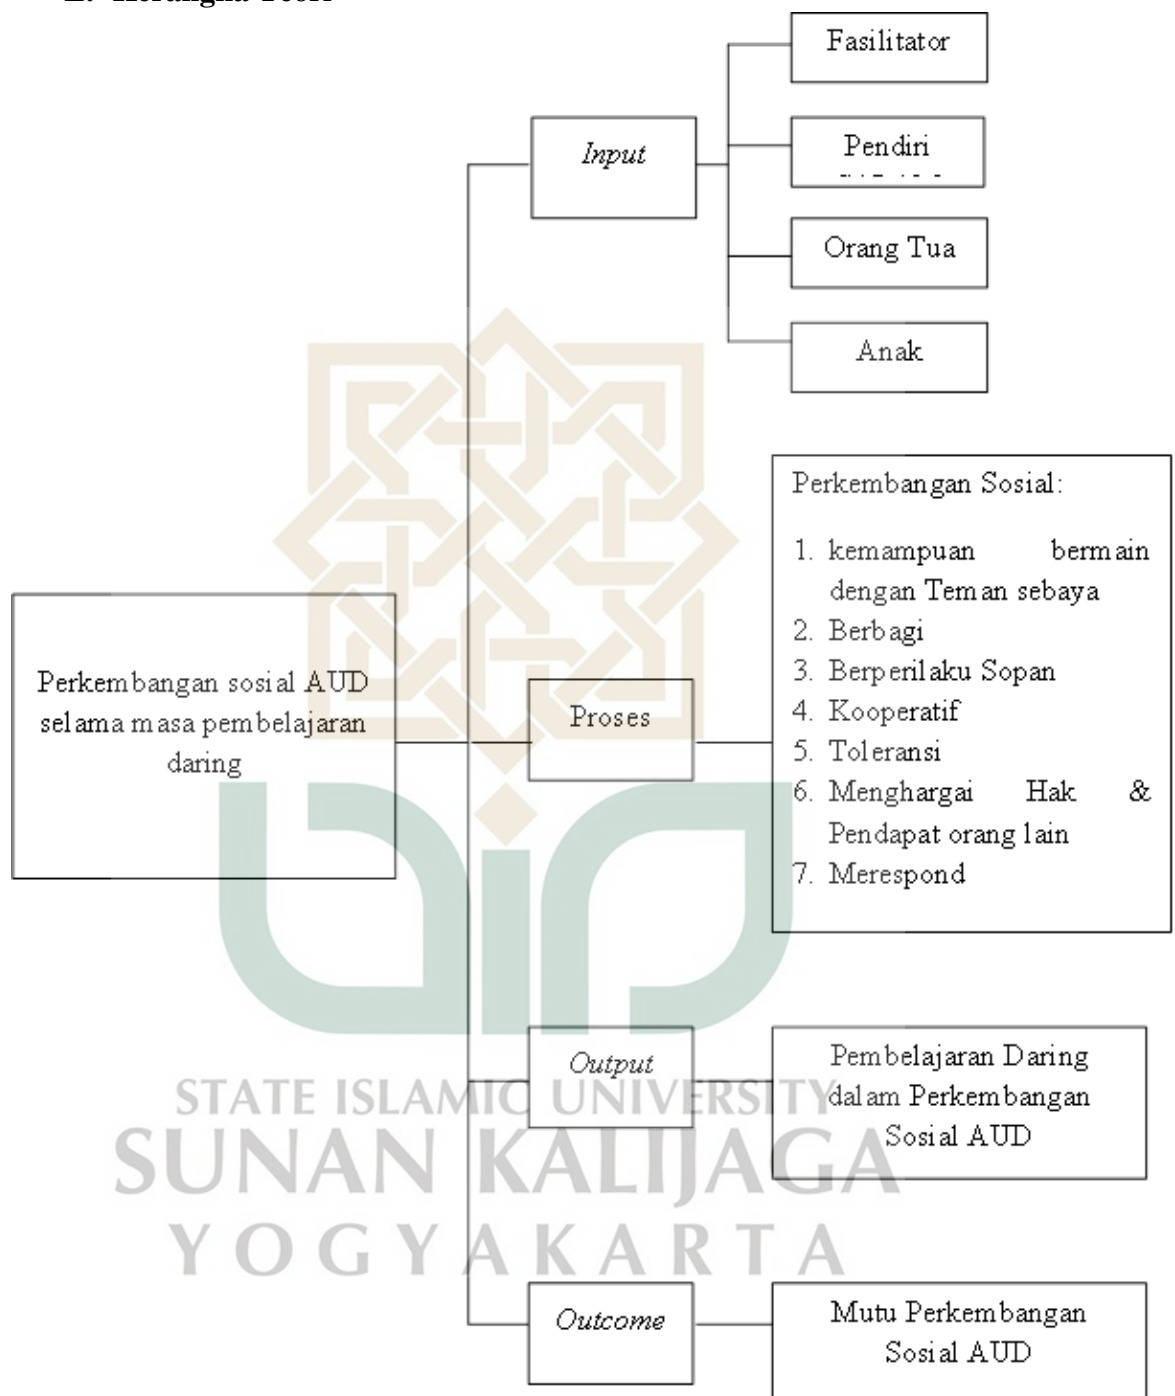 Fasilitator
Input
Pendiri
Orang Tua
Anak
Perkembangan Sosial:
1. kemampuan bermain
dengan Teman sebaya
2. Berbagi
3. Berperilaku Sopan
4. Kooperatif
5. Toleransi
6. Menghargai Hak &
Pendapat orang lain
7. Merespond
Perkembangan sosial AUD
selama masa pembelajaran
daring
Proses
Output
Pembelajaran Daring
dalam Perkembangan
Sosial AUD
STATE ISLAMIC UNIVERSITY
SUNAN KALIJAGA
YOGYAKARTA
Outcome
Mutu Perkembangan
Sosial AUD